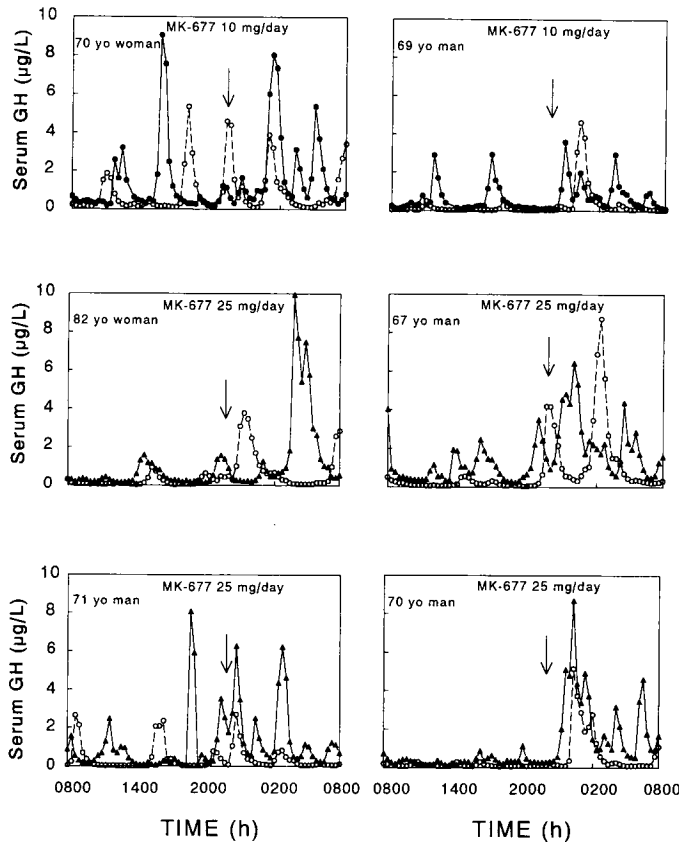 MK-677 10 mg/day
70 yo woman
Serum GH (μg/L)
10
8
6
4
2
0
MK-677 10 mg/day
69 yo man
MK-677 25 mg/day
82 yo woman
Serum GH (μg/L)
10
8
6
4
2
0
MK-677 25 mg/day
67 yo man
MK-677 25 mg/day
71 yo man
Serum GH (μg/L)
10
8
6
4
2
0
0800 1400 2000 0200 0800
TIME (h)
MK-677 25 mg/day
70 yo man
0800 1400 2000 0200 0800
TIME (h)